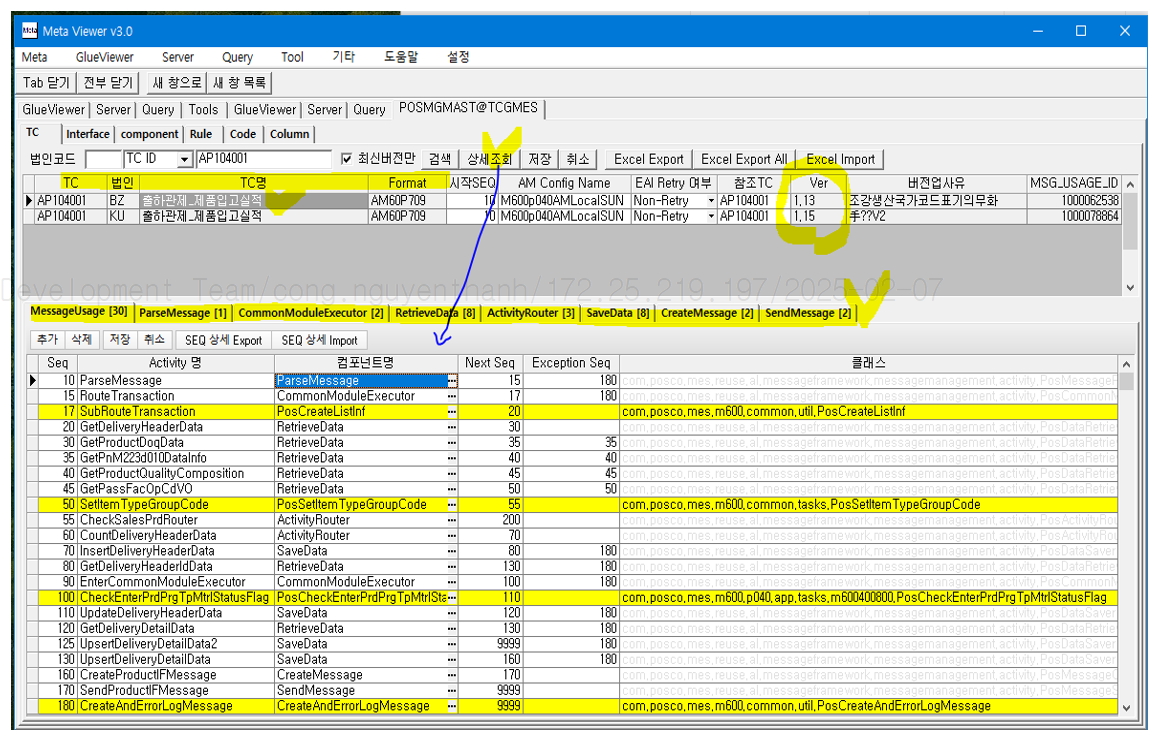 Meta Viewer v3.0
Meta GlueViewer Server Query Tool 기타 도움말 설정
Tab 닫기 전부 닫기 새 창으로 새 창 목록
GlueViewer Server Query Tools GlueViewer Server Query POSMGMAST@TCGMES
TC Interface component Rule Code Column
법인코드 TC ID AP104001 최신버전만 검색 상세조회 저장 취소 Excel Export Excel Export All Excel Import
TC 법인 TC명 Format 시작SEQ AM Config Name EAI Retry 여부 참조TC Ver 버전업사유 MSG_USAGE_ID
AP104001 BZ 출하관제_제품입고실적 AM60P709 10 M600p040AMLocalSUN Non-Retry AP104001 1.13 조강생산국가코드표기의무화 1000062538
AP104001 KU 출하관제_제품입고실적 AM60P709 10 M600p040AMLocalSUN Non-Retry AP104001 1.15 手??V2 1000078864
Development Team/cong.nguyenthanh/172.25.219.197/2025-02-07
MessageUsage [30] ParseMessage [1] CommonModuleExecutor [2] RetrieveData [8] ActivityRouter [3] SaveData [8] CreateMessage [2] SendMessage [2]
추가 삭제 저장 취소 SEQ 상세 Export SEQ 상세 Import
Seq Activity 명 컴포넌트명 Next Seq Exception Seq 클래스
10 ParseMessage ParseMessage 15 180 com.posco.mes.reuse.al.messageframework.messagemanagement.activity.PosMessageP
15 RouteTransaction CommonModuleExecutor 17 180 com.posco.mes.reuse.al.messageframework.messagemanagement.activity.PosCommonM
17 SubRouteTransaction PosCreateListInf 20 com.posco.mes.m600.common.util.PosCreateListInf
20 GetDeliveryHeaderData RetrieveData 30 com.posco.mes.reuse.al.messageframework.messagemanagement.activity.PosDataRetrie
30 GetProductDoqData RetrieveData 35 35 com.posco.mes.reuse.al.messageframework.messagemanagement.activity.PosDataRetrie
35 GetPnM223d010DataInfo RetrieveData 40 40 com.posco.mes.reuse.al.messageframework.messagemanagement.activity.PosDataRetrie
40 GetProductQualityComposition RetrieveData 45 45 com.posco.mes.reuse.al.messageframework.messagemanagement.activity.PosDataRetrie
45 GetPassFacOpCdVO RetrieveData 50 50 com.posco.mes.reuse.al.messageframework.messagemanagement.activity.PosDataRetrie
50 SetItemTypeGroupCode PosSetItemTypeGroupCode 55 com.posco.mes.m600.common.tasks.PosSetItemTypeGroupCode
55 CheckSalesPrdRouter ActivityRouter 200 com.posco.mes.reuse.al.messageframework.messagemanagement.activity.PosActivityRou
60 CountDeliveryHeaderData ActivityRouter 70 com.posco.mes.reuse.al.messageframework.messagemanagement.activity.PosActivityRou
70 InsertDeliveryHeaderData SaveData 80 180 com.posco.mes.reuse.al.messageframework.messagemanagement.activity.PosDataSaver
80 GetDeliveryHeaderIdData RetrieveData 130 180 com.posco.mes.reuse.al.messageframework.messagemanagement.activity.PosDataRetrie
90 EnterCommonModuleExecutor CommonModuleExecutor 100 180 com.posco.mes.reuse.al.messageframework.messagemanagement.activity.PosCommonM
100 CheckEnterPrdPrgTpMtrlStatusFlag PosCheckEnterPrdPrgTpMtrlSta 110 com.posco.mes.m600.p040.app.tasks.m600400800.PosCheckEnterPrdPrgTpMtrlStatusFlag
110 UpdateDeliveryHeaderData SaveData 120 180 com.posco.mes.reuse.al.messageframework.messagemanagement.activity.PosDataSaver
120 GetDeliveryDetailData RetrieveData 130 180 com.posco.mes.reuse.al.messageframework.messagemanagement.activity.PosDataRetrie
125 UpsertDeliveryDetailData2 SaveData 9999 180 com.posco.mes.reuse.al.messageframework.messagemanagement.activity.PosDataSaver
130 UpsertDeliveryDetailData SaveData 160 180 com.posco.mes.reuse.al.messageframework.messagemanagement.activity.PosDataSaver
160 CreateProductIFMessage CreateMessage 170 com.posco.mes.reuse.al.messageframework.messagemanagement.activity.PosMessageC
170 SendProductIFMessage SendMessage 9999 com.posco.mes.reuse.al.messageframework.messagemanagement.activity.PosMessageS
180 CreateAndErrorLogMessage CreateAndErrorLogMessage 9999 com.posco.mes.m600.common.util.PosCreateAndErrorLogMessage